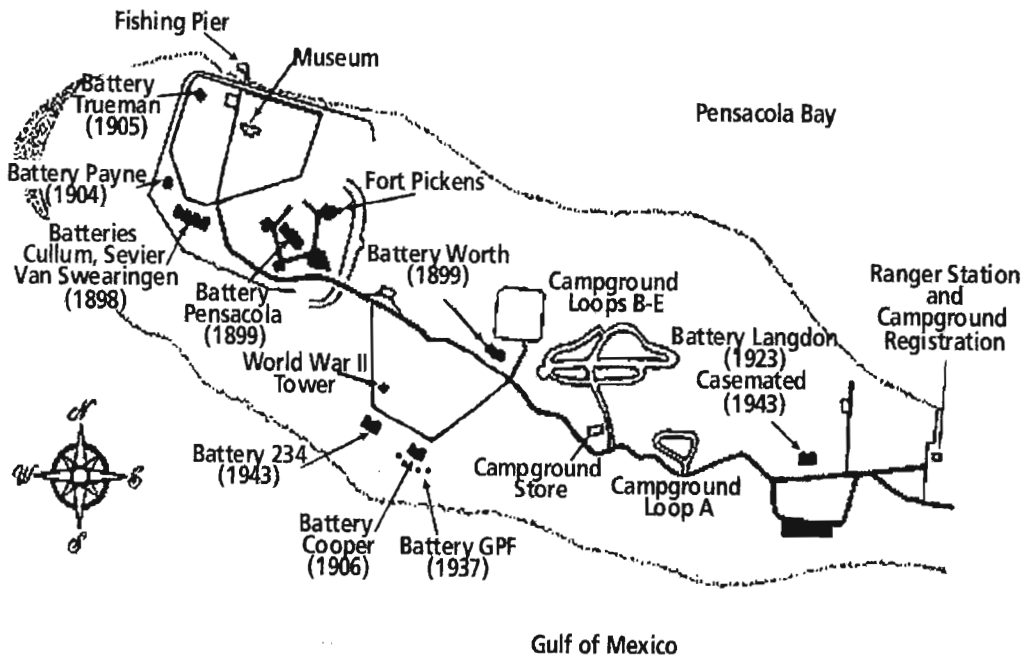 Fishing Pier
Museum
Battery
Trueman
(1905)
Pensacola Bay
Battery Payne
(1904)
Fort Pickens
Batteries
Cullum, Sevier
Van Swearingen
(1898)
Battery
Pensacola
(1899)
Battery Worth
(1899)
Campground
Loops B-E
Ranger Station
and
Campground
Registration
Battery Langdon
(1923)
Casemated
(1943)
World War II
Tower
Battery 234
(1943)
Campground
Store
Campground
Loop A
Battery
Cooper
(1906)
Battery GPF
(1937)
N
W
E
S
Gulf of Mexico